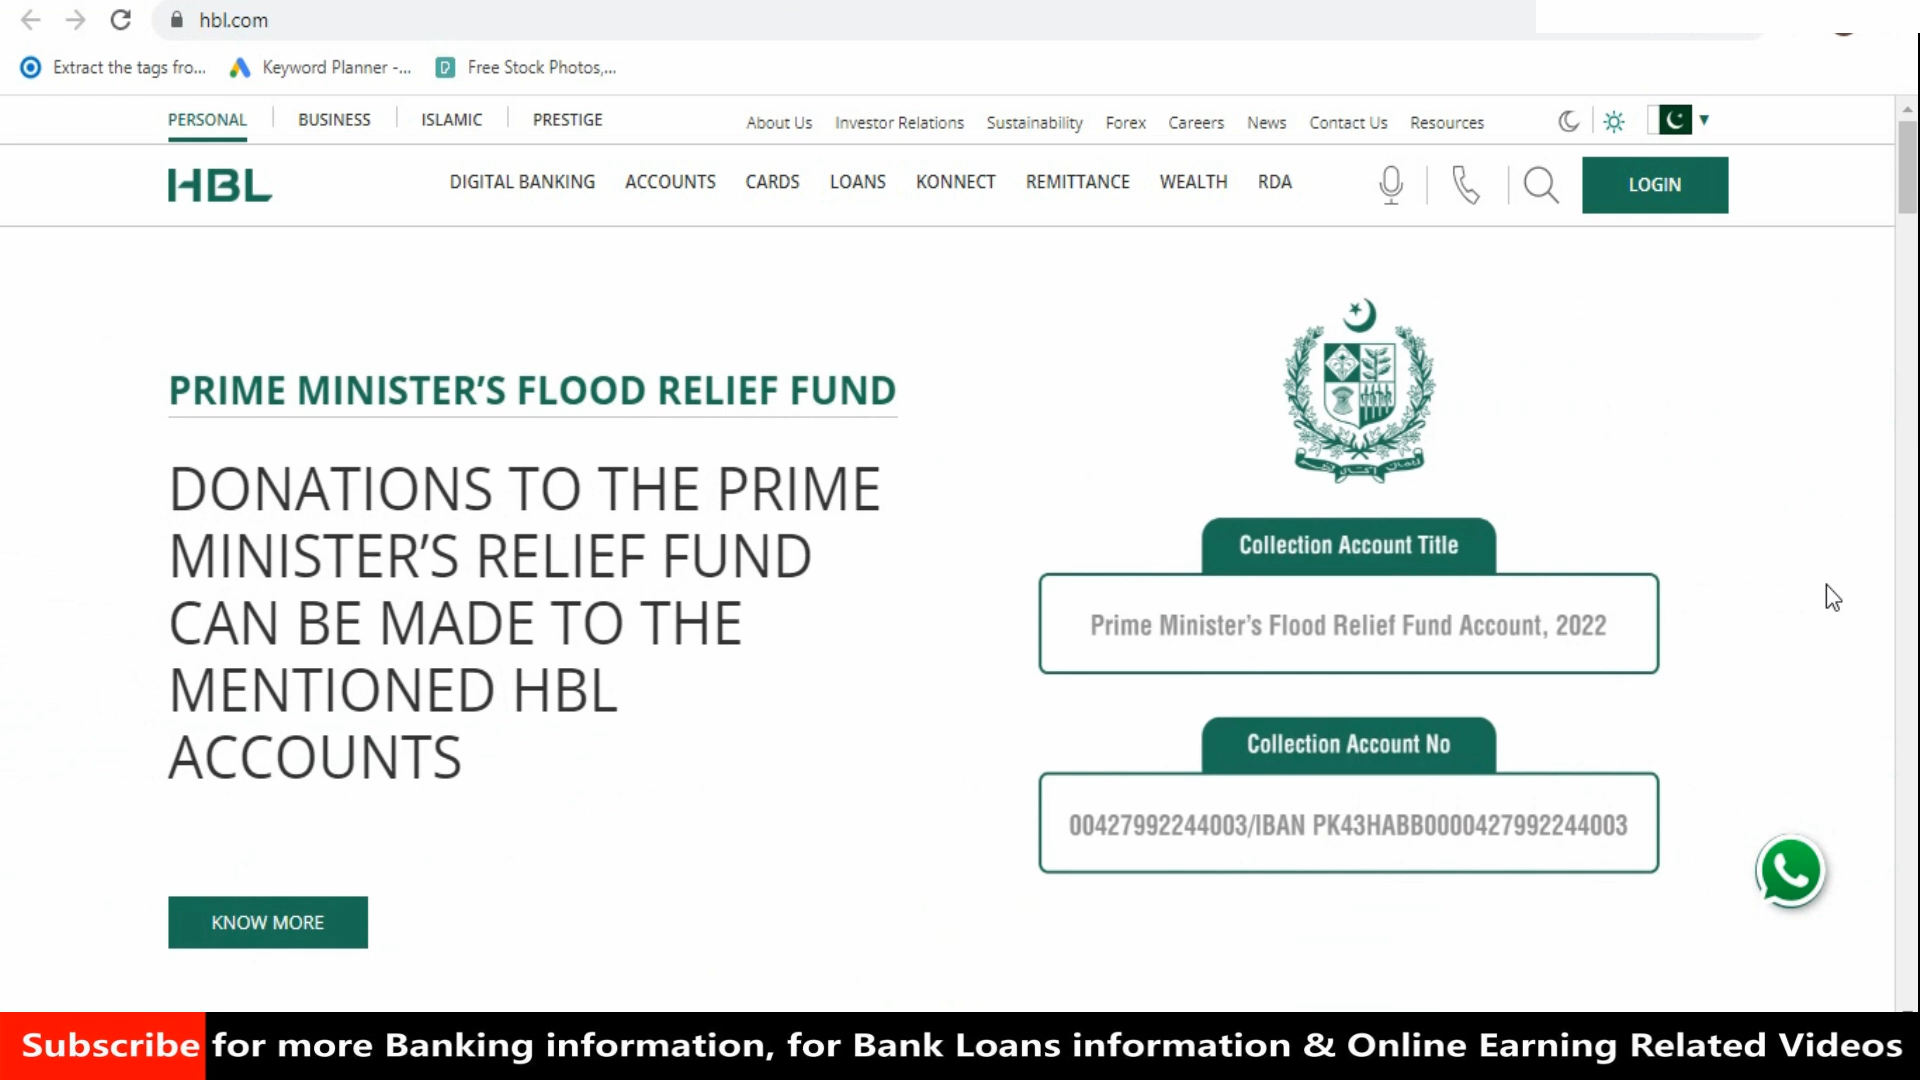 hbl.com
Extract the tags fro...
Keyword Planner -...
Free Stock Photos,...
PERSONAL
BUSINESS
ISLAMIC
PRESTIGE
About Us
Investor Relations
Sustainability
Forex
Careers
News
Contact Us
Resources
HBL
DIGITAL BANKING
ACCOUNTS
CARDS
LOANS
KONNECT
REMITTANCE
WEALTH
RDA
LOGIN
PRIME MINISTER’S FLOOD RELIEF FUND
DONATIONS TO THE PRIME
MINISTER’S RELIEF FUND
CAN BE MADE TO THE
MENTIONED HBL
ACCOUNTS
KNOW MORE
Collection Account Title
Prime Minister’s Flood Relief Fund Account, 2022
Collection Account No
00427992244003/IBAN PK43HABB0000427992244003
Subscribe for more Banking information, for Bank Loans information & Online Earning Related Videos